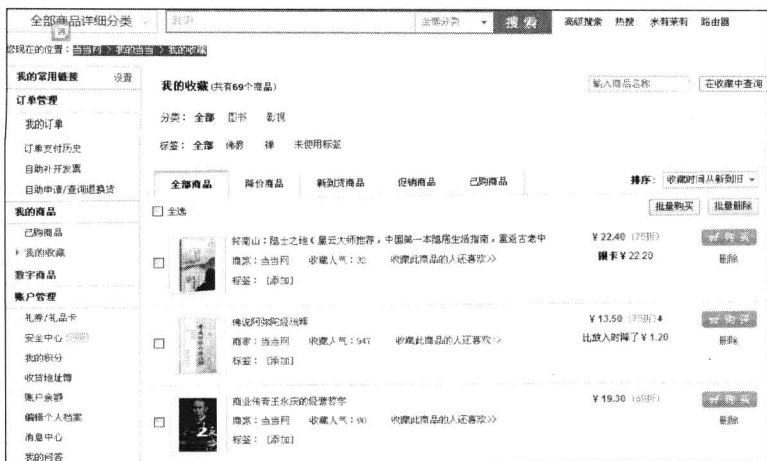 全部商品详细分类
全部分类
搜索
高级搜索 热搜：
路由器
您现在的位置：当当网 > 我的当当 > 我的收藏
我的常用链接 设置
订单管理
我的订单
订单支付历史
自助补开发票
自助申请/查询退换货
我的商品
已购商品
我的收藏
数字商品
账户管理
礼券/礼品卡
安全中心
我的积分
收货地址簿
账户余额
编辑个人档案
消息中心
我的问答
我的收藏(共有69个商品)
输入商品名称
在收藏中查询
分类： 全部 图书 影视
标签： 全部 佛教 禅 未使用标签
全部商品 降价商品 新到货商品 促销商品 已购商品
排序： 收藏时间从新到旧
全选
批量购买 批量删除
终南山：隐士之地(星云大师推荐，中国第一本隐居生活指南，重返古老中
商家：当当网 收藏人气：32 收藏此商品的人还喜欢>>
标签： [添加]
¥ 22.40 (75折)
银卡 ¥ 22.20
购买
删除
佛说阿弥陀经
商家：当当网 收藏人气：547 收藏此商品的人还喜欢>>
标签： [添加]
¥ 13.50 (75折)
比放入时降了 ¥ 1.20
购买
删除
商业传奇王永庆的经营哲学
商家：当当网 收藏人气：90 收藏此商品的人还喜欢>>
标签： [添加]
¥ 19.30
购买
删除